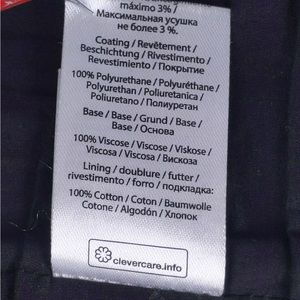 máximo 3% /
Максимальная усушка
не более 3 %.
Coating / Revêtement /
Beschichtung / Rivestimento /
Revestimiento / Покрытие
100% Polyurethane / Polyuréthane /
Polyurethan / Poliuretanica /
Poliuretano / Полиуретан
Base / Base / Grund / Base /
Base / Основа
100% Viscose / Viscose / Viskose /
Viscosa / Viscosa / Вискоза
Lining / doublure / futter /
rivestimento / forro / подкладка:
100% Cotton / Coton / Baumwolle
Cotone / Algodón / Хлопок
clevercare.info